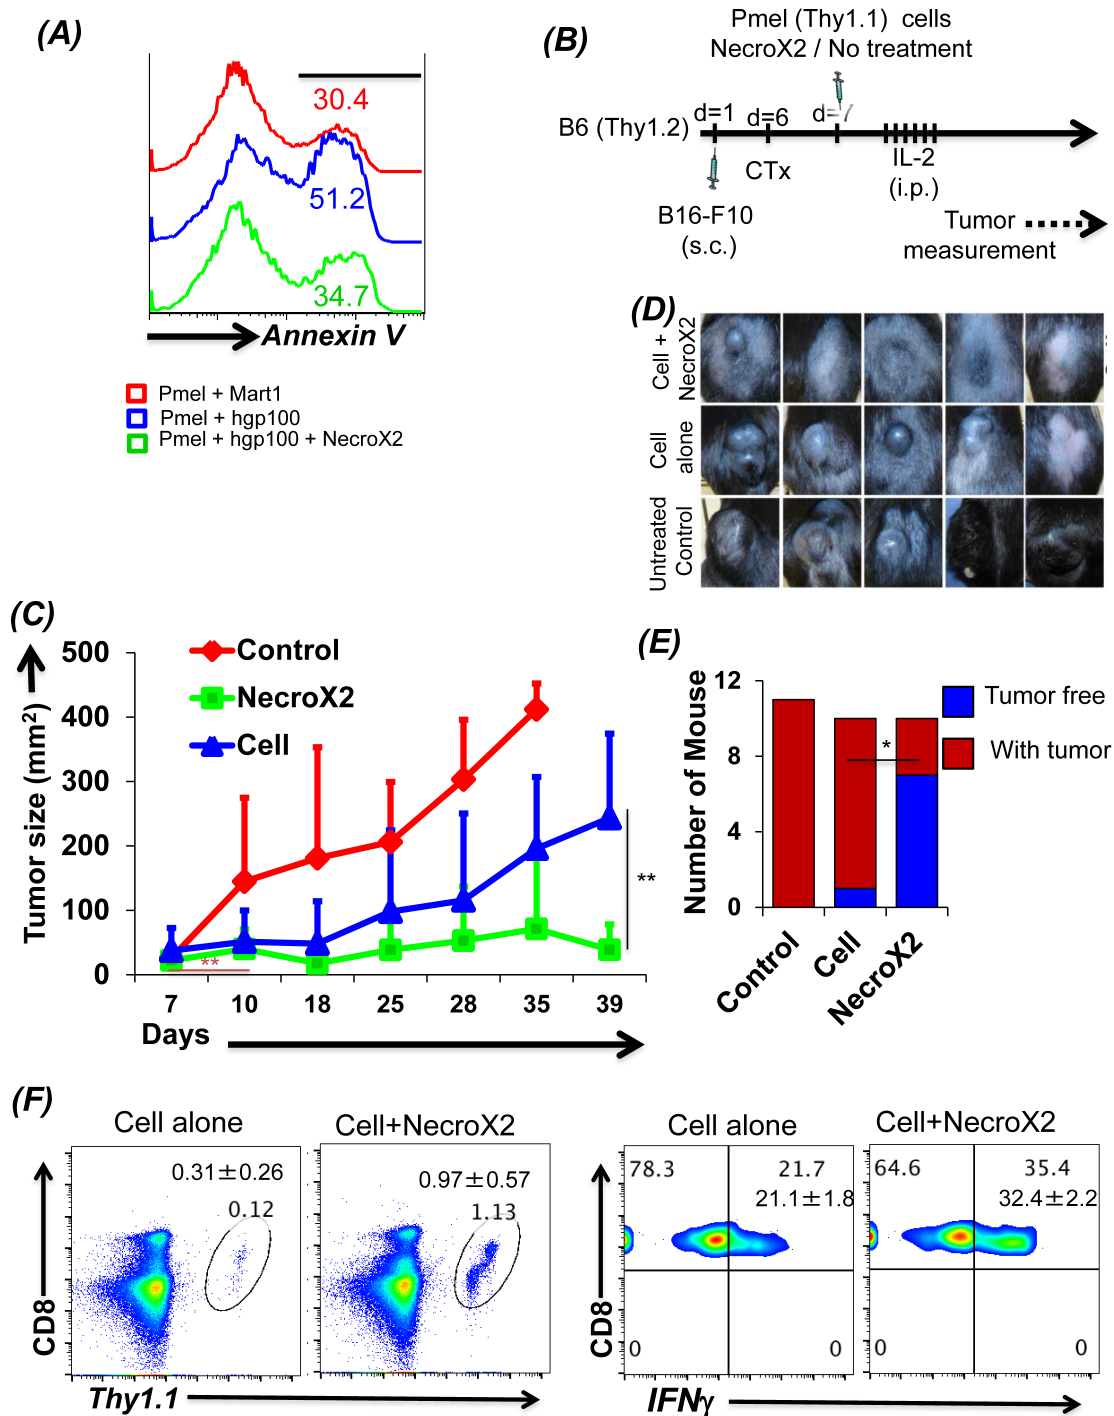 (A)
30.4
51.2
34.7
Annexin V
Pmel + Mart1
Pmel + hgp100
Pmel + hgp100 + NecroX2
(B)
Pmel (Thy1.1) cells
NecroX2 / No treatment
B6 (Thy1.2)
d=1
d=6
d=7
CTx
IL-2
(i.p.)
B16-F10
(s.c.)
Tumor
measurement
(D)
Cell +
NecroX2
Cell
alone
Untreated
Control
(C)
Tumor size (mm²)
500
400
300
200
100
0
Control
NecroX2
Cell
**
**
7 10 18 25 28 35 39
Days
(E)
Number of Mouse
12
8
4
0
*
Tumor free
With tumor
Control
Cell
NecroX2
(F)
Cell alone
Cell+NecroX2
0.31±0.26
0.12
0.97±0.57
1.13
CD8
Thy1.1
Cell alone
Cell+NecroX2
78.3
21.7
21.1±1.8
0
0
64.6
35.4
32.4±2.2
0
0
CD8
IFNγ